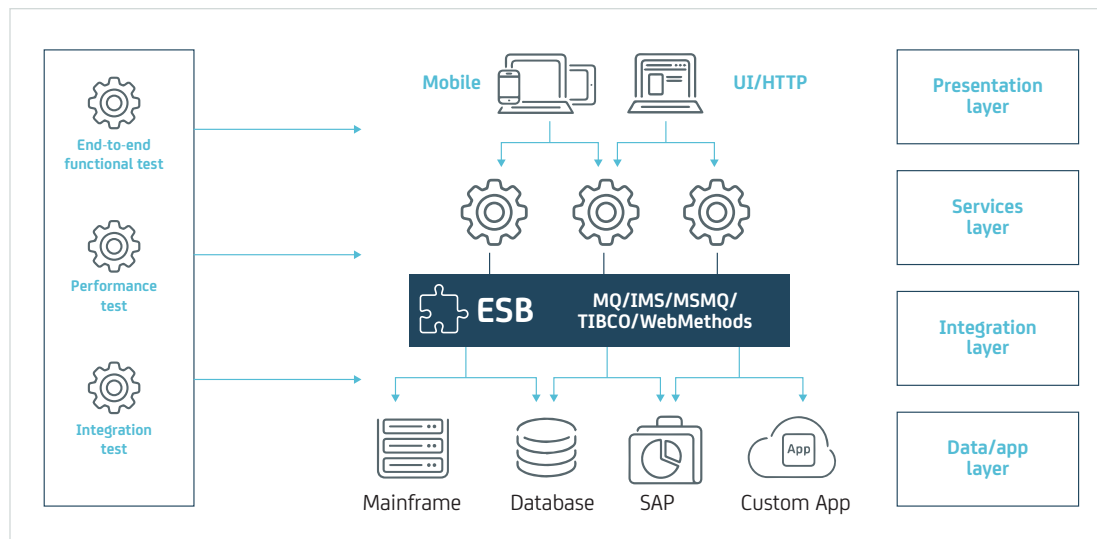 End-to-end
functional test
Performance
test
Integration
test
Mobile
UI/HTTP
ESB
MQ/IMS/MSMQ/
TIBCO/WebMethods
Mainframe
Database
SAP
App
Custom App
Presentation
layer
Services
layer
Integration
layer
Data/app
layer